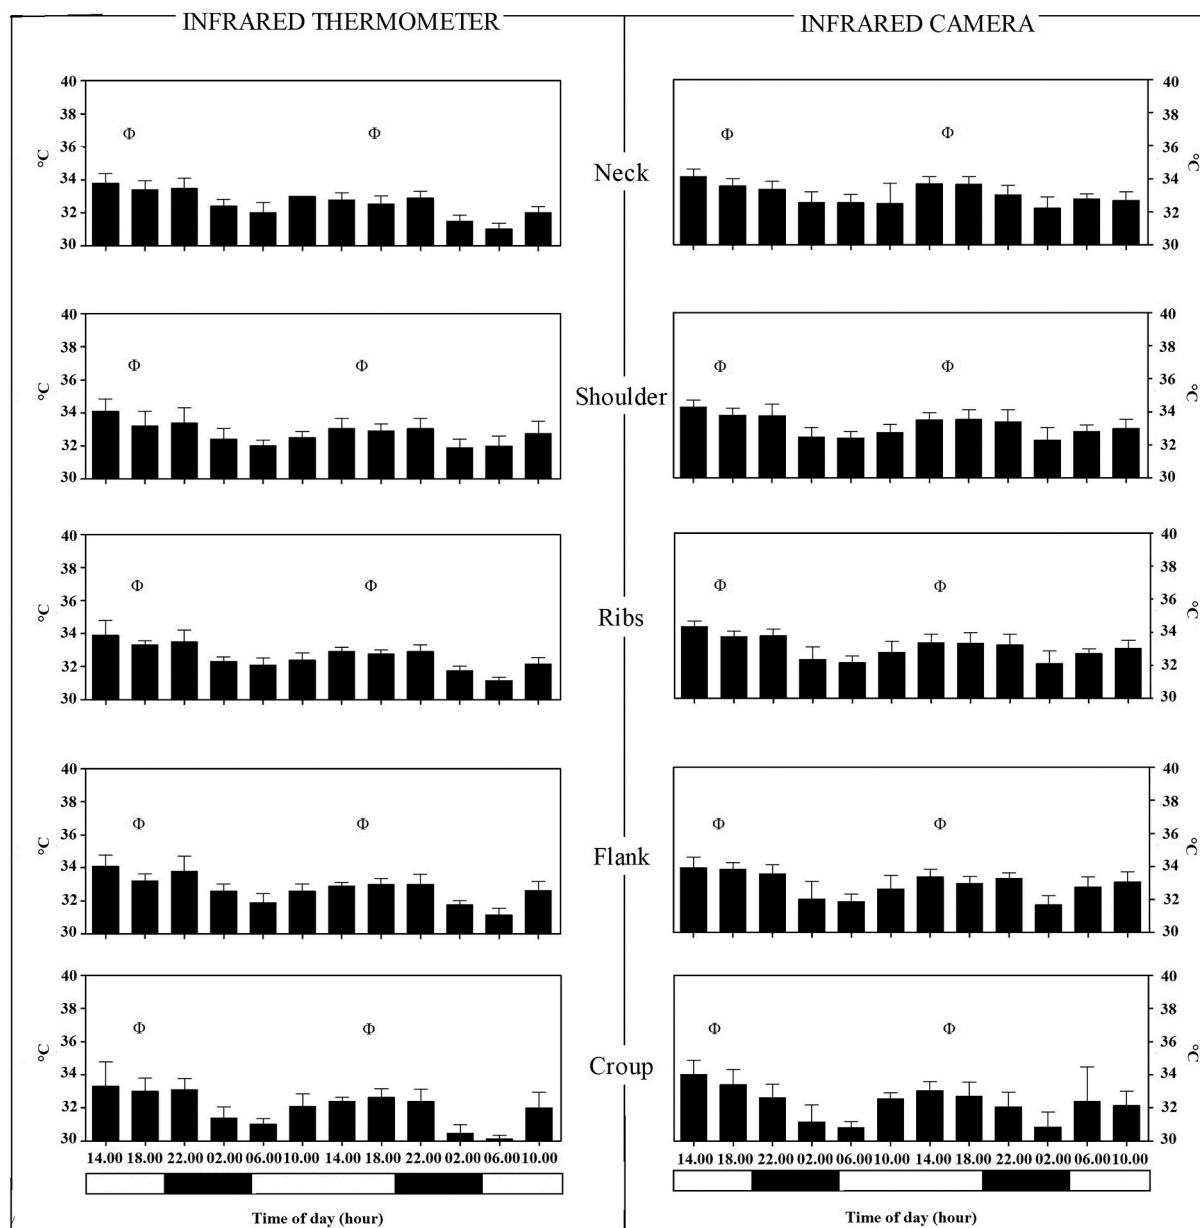 INFRARED THERMOMETER
INFRARED CAMERA
40
38
36
34
32
30
°C
Φ
Φ
Neck
Φ
Φ
40
38
36
34
32
30
°C
40
38
36
34
32
30
°C
Φ
Φ
Shoulder
Φ
Φ
40
38
36
34
32
30
°C
40
38
36
34
32
30
°C
Φ
Φ
Ribs
Φ
Φ
40
38
36
34
32
30
°C
40
38
36
34
32
30
°C
Φ
Φ
Flank
Φ
Φ
40
38
36
34
32
30
°C
40
38
36
34
32
30
°C
Φ
Φ
Croup
Φ
Φ
40
38
36
34
32
30
°C
14.00 18.00 22.00 02.00 06.00 10.00 14.00 18.00 22.00 02.00 06.00 10.00
14.00 18.00 22.00 02.00 06.00 10.00 14.00 18.00 22.00 02.00 06.00 10.00
Time of day (hour)
Time of day (hour)